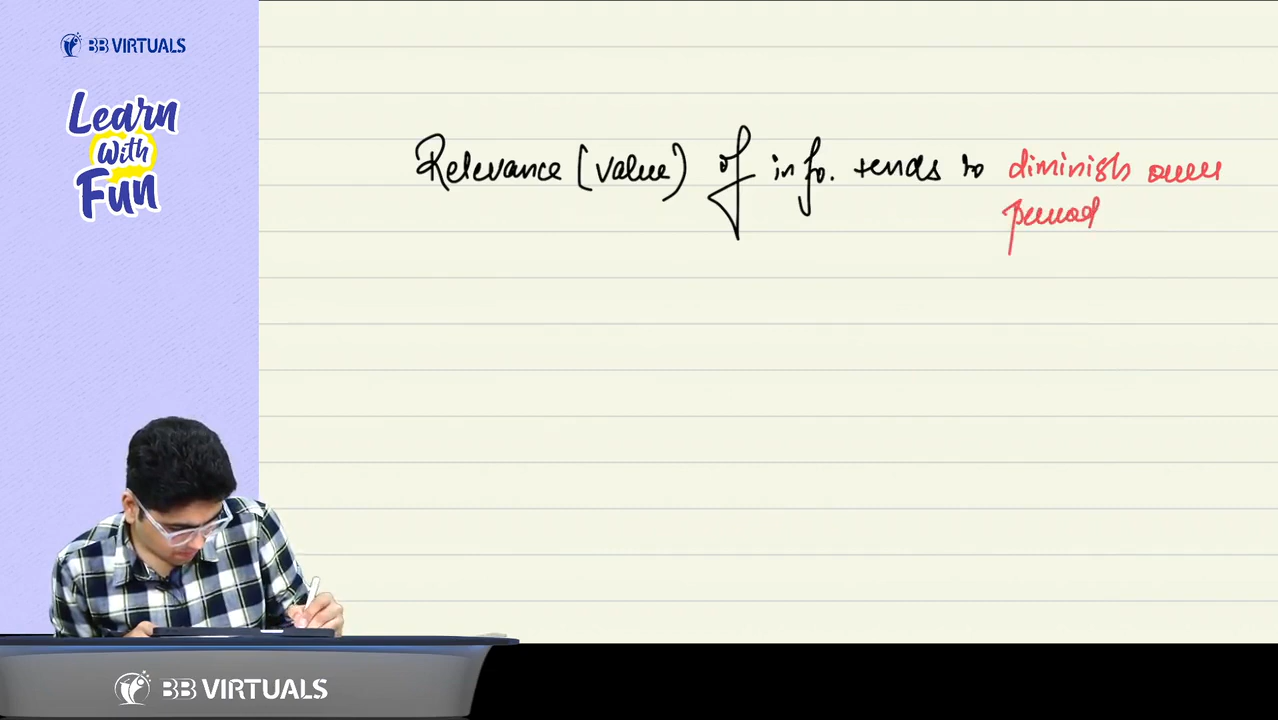 BB VIRTUALS
Learn
With
Fun
Relevance (value) of info. tends to diminish over
period
BB VIRTUALS